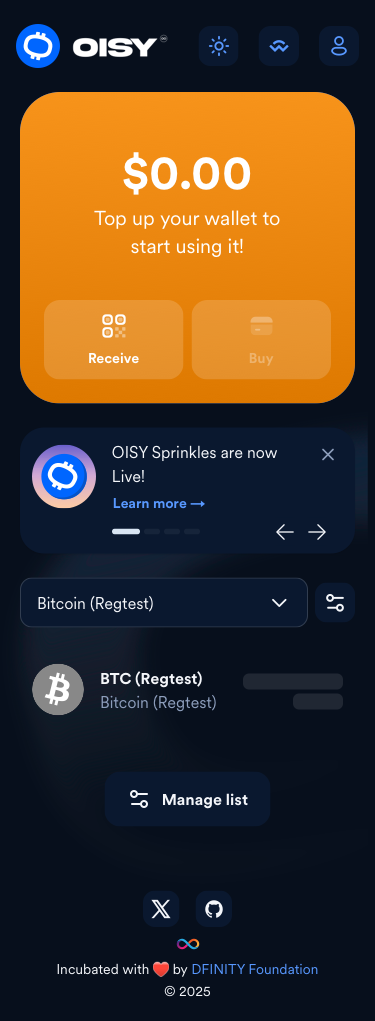 OISY
$0.00
Top up your wallet to
start using it!
Receive
Buy
OISY Sprinkles are now
Live!
Learn more →
Bitcoin (Regtest)
BTC (Regtest)
Bitcoin (Regtest)
Manage list
Incubated with ❤️ by DFINITY Foundation
© 2025